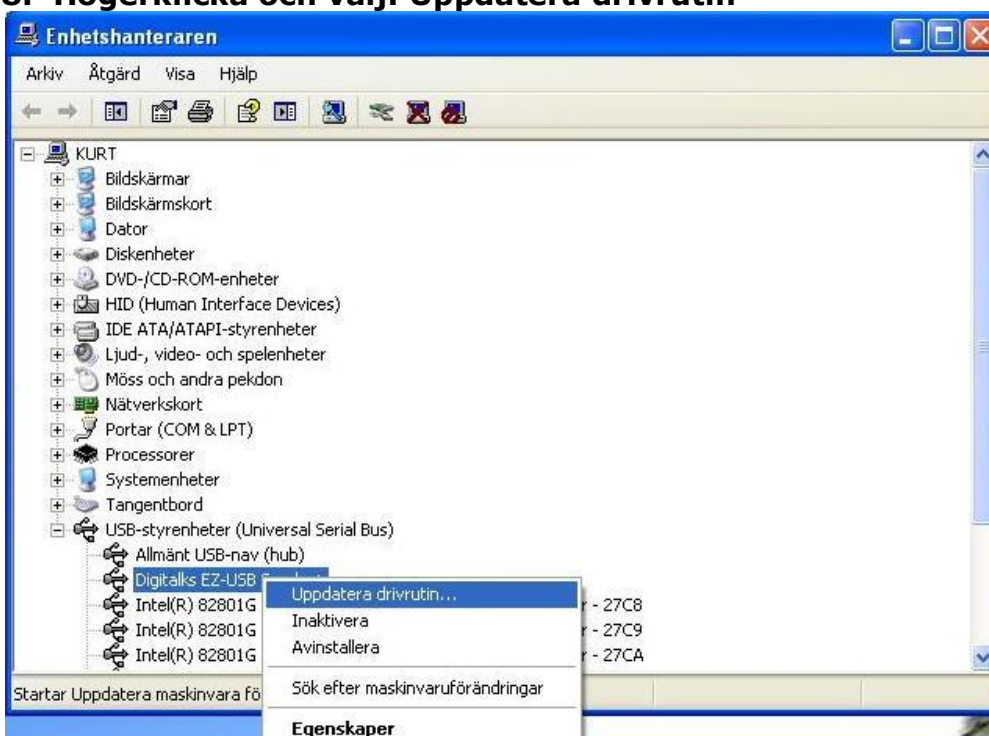 Högerklicka och välj: Uppdatera drivrutin
Enhetshanteraren
Arkiv Åtgärd Visa Hjälp
KURT
Bildskärmar
Bildskärmskort
Dator
Diskenheter
DVD-/CD-ROM-enheter
HID (Human Interface Devices)
IDE ATA/ATAPI-styrenheter
Ljud-, video- och spelenheter
Möss och andra pekdon
Nätverkskort
Portar (COM & LPT)
Processorer
Systemenheter
Tangentbord
USB-styrenheter (Universal Serial Bus)
Allmänt USB-nav (hub)
Digitalks EZ-USB
Uppdatera drivrutin...
Intel(R) 82801G r - 27C8
Inaktivera
Intel(R) 82801G r - 27C9
Avinstallera
Intel(R) 82801G r - 27CA
Sök efter maskinvaruförändringar
Startar Uppdatera maskinvara fö
Egenskaper